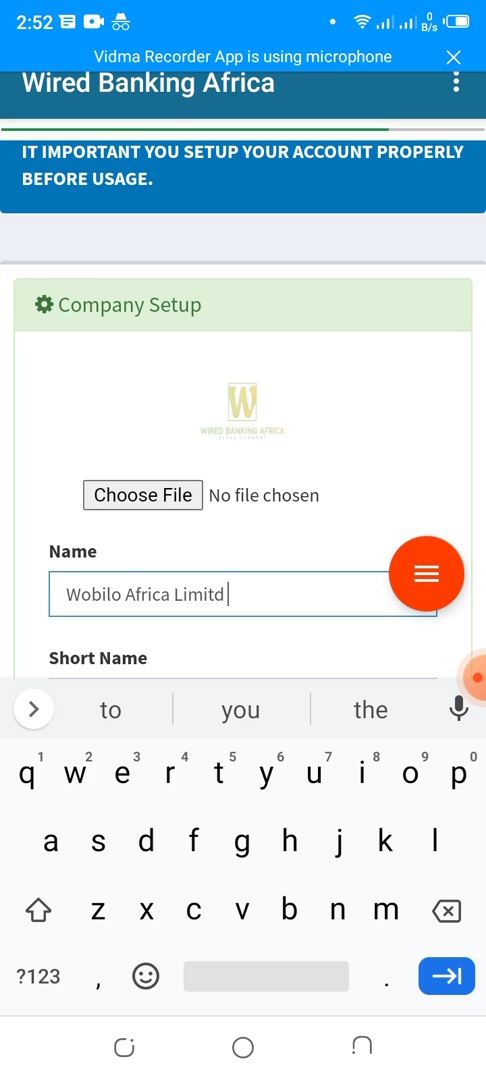 2:52
0
B/s
Vidma Recorder App is using microphone
Wired Banking Africa
IT IMPORTANT YOU SETUP YOUR ACCOUNT PROPERLY
BEFORE USAGE.
Company Setup
W
WIRED BANKING AFRICA
Choose File No file chosen
Name
Wobilo Africa Limitd
Short Name
to you the
1 2 3 4 5 6 7 8 9 0
q w e r t y u i o p
a s d f g h j k l
z x c v b n m
?123 , .